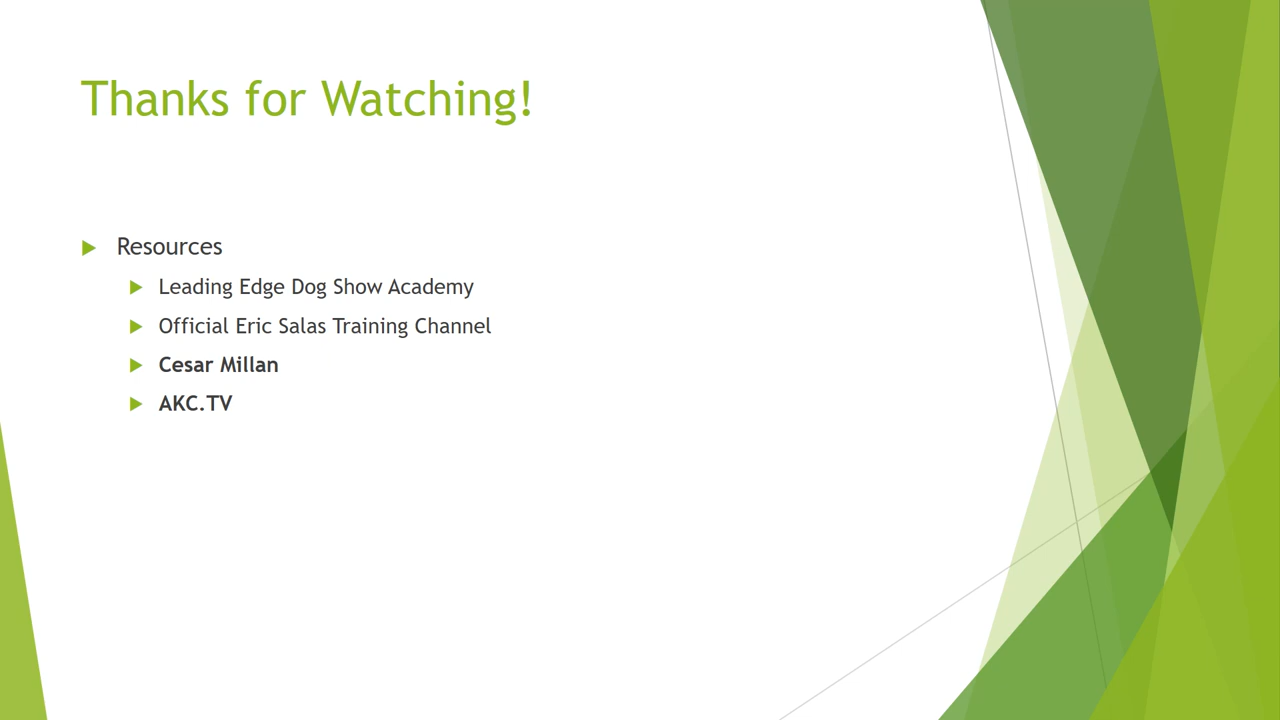 Thanks for Watching!
Resources
Leading Edge Dog Show Academy
Official Eric Salas Training Channel
Cesar Millan
AKC.TV